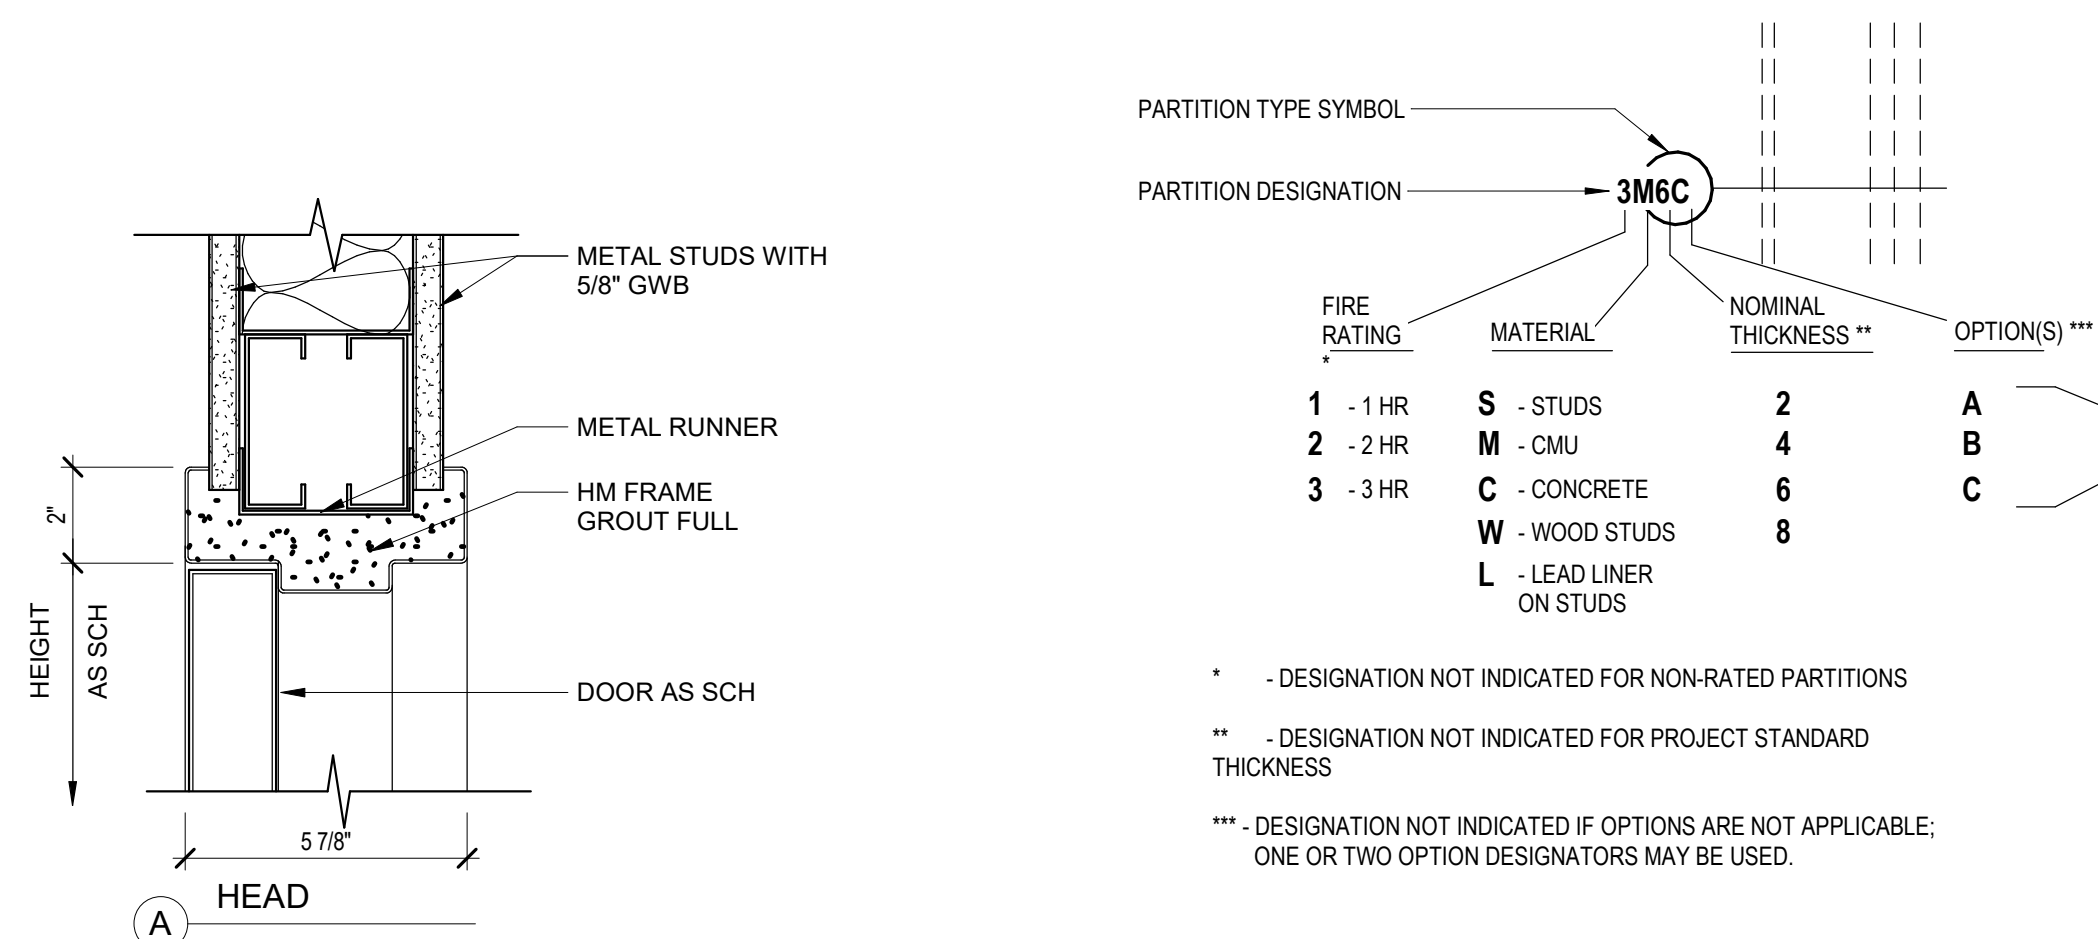 METAL STUDS WITH
5/8" GWB
METAL RUNNER
HM FRAME
GROUT FULL
DOOR AS SCH
2"
HEIGHT
AS SCH
5 7/8"
HEAD
A
PARTITION TYPE SYMBOL
PARTITION DESIGNATION
3M6C
FIRE
RATING
*
MATERIAL
NOMINAL
THICKNESS **
OPTION(S) ***
1 - 1 HR
2 - 2 HR
3 - 3 HR
S - STUDS
M - CMU
C - CONCRETE
W - WOOD STUDS
L - LEAD LINER
ON STUDS
2
4
6
8
A
B
C
* - DESIGNATION NOT INDICATED FOR NON-RATED PARTITIONS
** - DESIGNATION NOT INDICATED FOR PROJECT STANDARD
THICKNESS
*** - DESIGNATION NOT INDICATED IF OPTIONS ARE NOT APPLICABLE;
ONE OR TWO OPTION DESIGNATORS MAY BE USED.